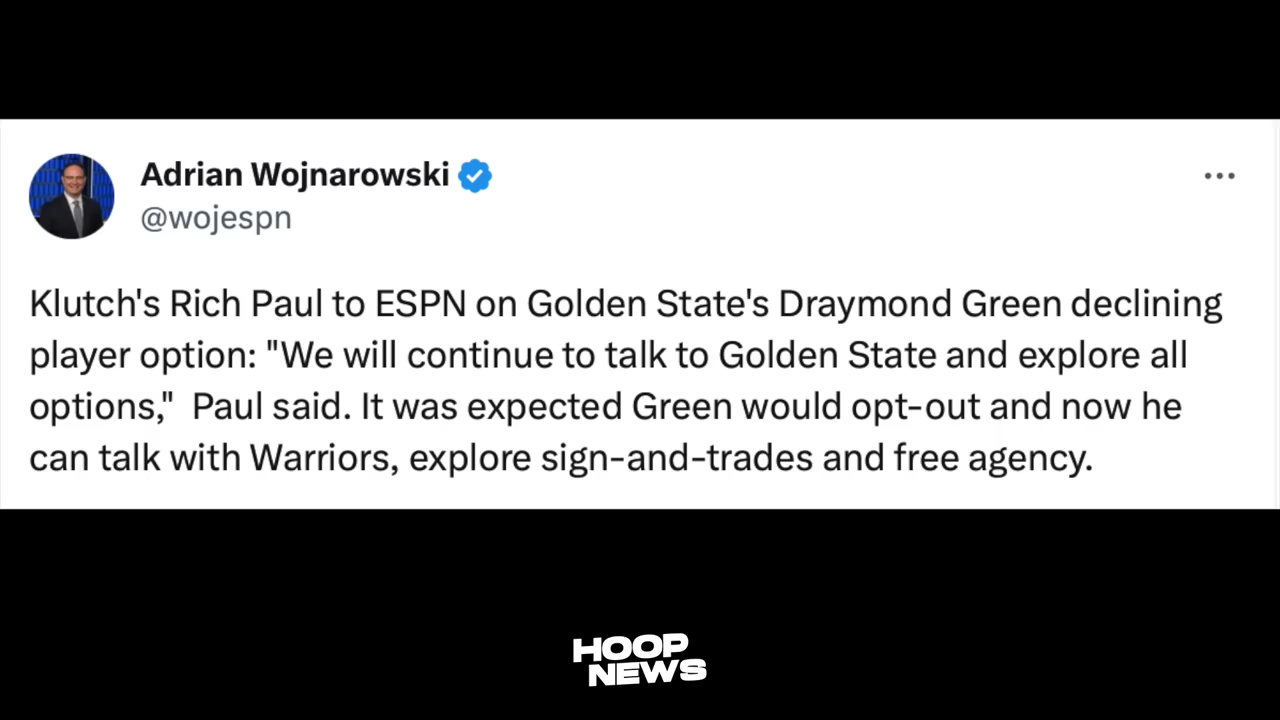 Adrian Wojnarowski
@wojespn
Klutch's Rich Paul to ESPN on Golden State's Draymond Green declining
player option: "We will continue to talk to Golden State and explore all
options,"  Paul said. It was expected Green would opt-out and now he
can talk with Warriors, explore sign-and-trades and free agency.
HOOP
NEWS